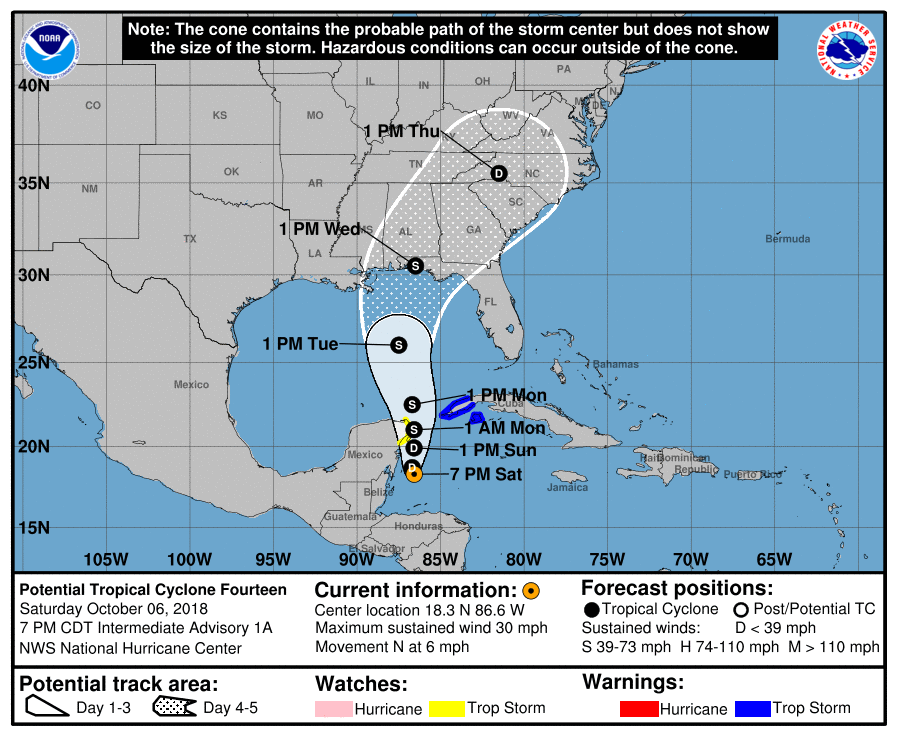 Note: The cone contains the probable path of the storm center but does not show
the size of the storm. Hazardous conditions can occur outside of the cone.
NOAA
NATIONAL WEATHER SERVICE
40N
35N
30N
25N
20N
15N
105W
100W
95W
90W
85W
80W
75W
70W
65W
CO
KS
MO
IL
IN
OH
PA
WV
VA
NJ
DE
NM
OK
AR
TN
NC
SC
TX
LA
AL
GA
FL
Bermuda
Bahamas
Mexico
Mexico
Cuba
Haiti
Dominican
Republic
Puerto Rico
Jamaica
Belize
Guatemala
Honduras
El Salvador
1 PM Thu
D
1 PM Wed
S
1 PM Tue
S
1 PM Mon
S
1 AM Mon
S
1 PM Sun
D
7 PM Sat
Potential Tropical Cyclone Fourteen
Saturday October 06, 2018
7 PM CDT Intermediate Advisory 1A
NWS National Hurricane Center
Current information:
Center location 18.3 N 86.6 W
Maximum sustained wind 30 mph
Movement N at 6 mph
Forecast positions:
Tropical Cyclone Post/Potential TC
Sustained winds: D < 39 mph
S 39-73 mph H 74-110 mph M > 110 mph
Potential track area:
Day 1-3 Day 4-5
Watches:
Hurricane Trop Storm
Warnings:
Hurricane Trop Storm